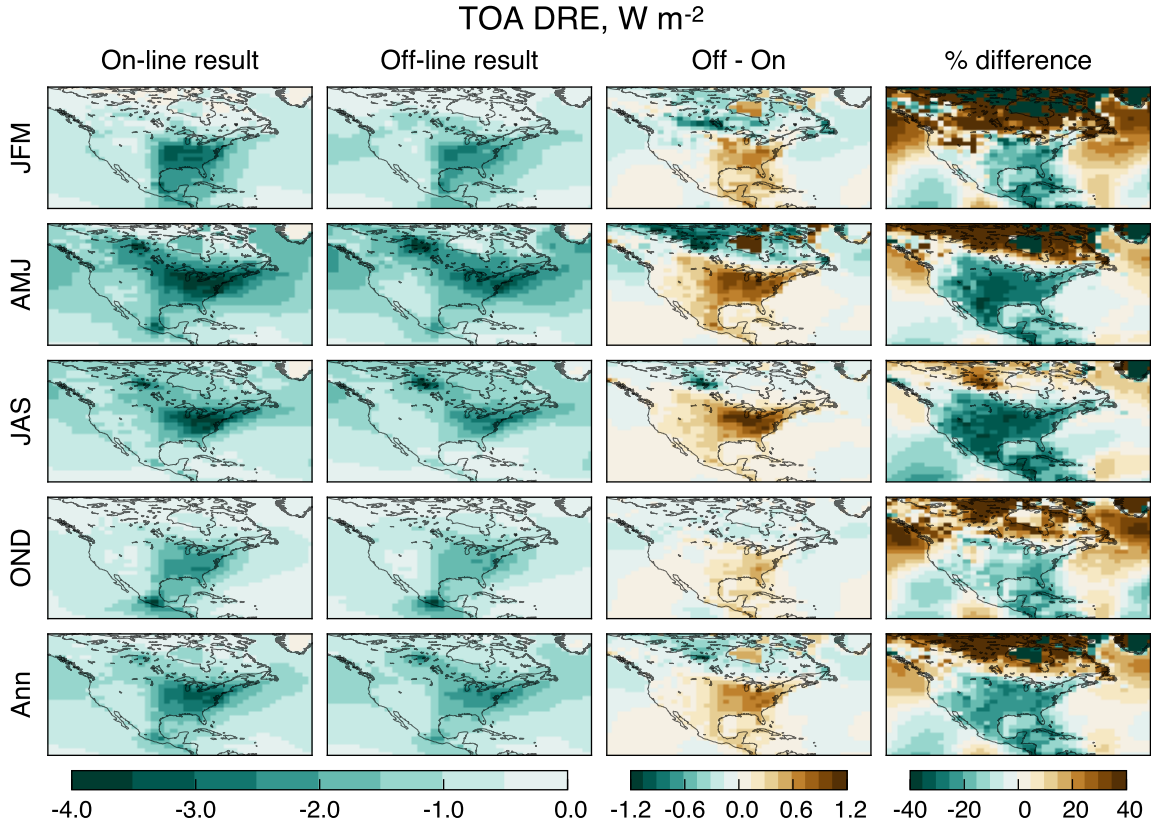 TOA DRE, W m-2
On-line result Off-line result Off - On % difference
JFM
AMJ
JAS
OND
Ann
-4.0 -3.0 -2.0 -1.0 0.0 -1.2 -0.6 0.0 0.6 1.2 -40 -20 0 20 40